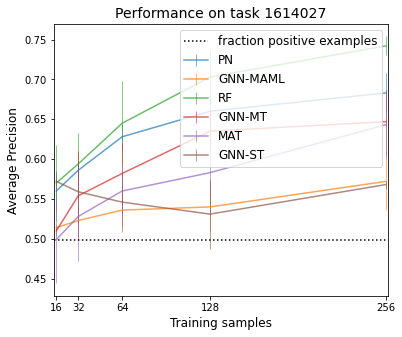 Performance on task 1614027
fraction positive examples
PN
GNN-MAML
RF
GNN-MT
MAT
GNN-ST
Average Precision
0.75
0.70
0.65
0.60
0.55
0.50
0.45
16 32 64 128 256
Training samples